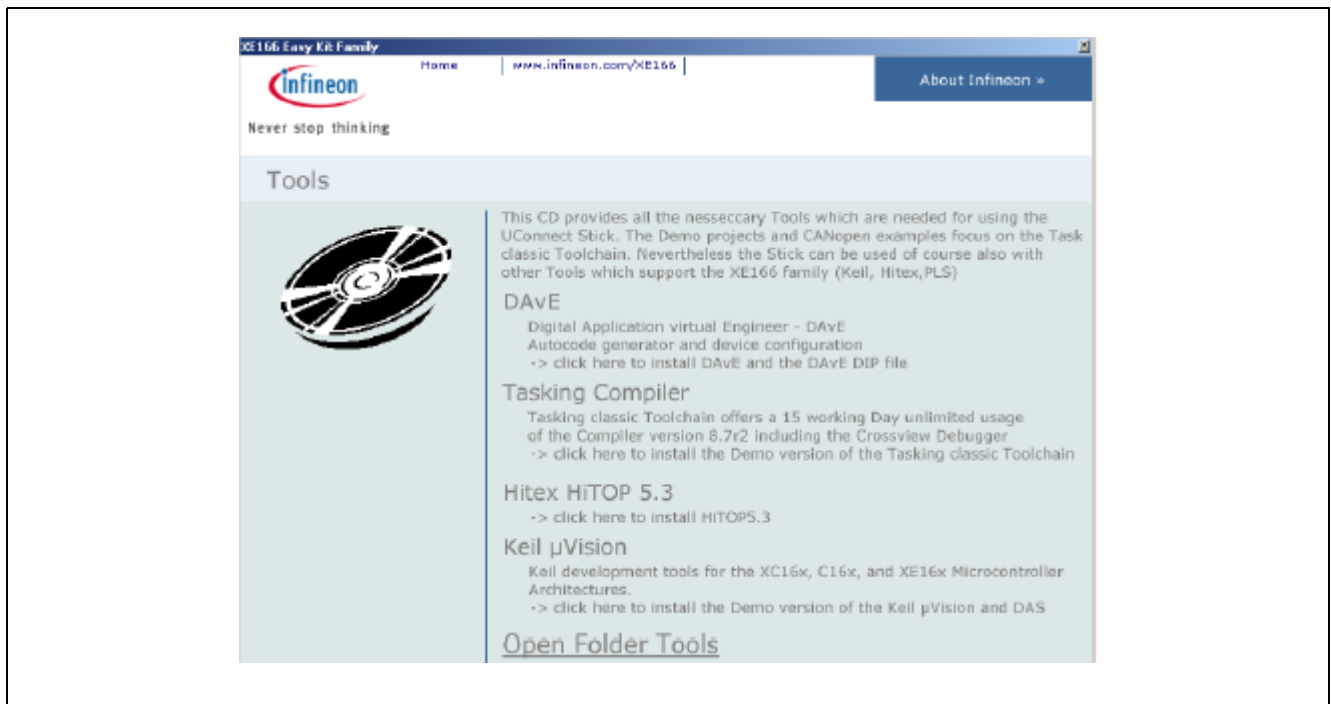 XE166 Easy Kit Family
infineon
Home
www.infineon.com/XE166
About Infineon »
Never stop thinking
Tools
This CD provides all the nesseccary Tools which are needed for using the
UConnect Stick. The Demo projects and CANopen examples focus on the Task
classic Toolchain. Nevertheless the Stick can be used of course also with
other Tools which support the XE166 family (Keil, Hitex,PLS)
DAvE
Digital Application virtual Engineer - DAvE
Autocode generator and device configuration
-> click here to install DAvE and the DAvE DIP file
Tasking Compiler
Tasking classic Toolchain offers a 15 working Day unlimited usage
of the Compiler version 8.7r2 including the Crossview Debugger
-> click here to install the Demo version of the Tasking classic Toolchain
Hitex HiTOP 5.3
-> click here to install HiTOP5.3
Keil µVision
Keil development tools for the XC16x, C16x, and XE16x Microcontroller
Architectures.
-> click here to install the Demo version of the Keil µVision and DAS
Open Folder Tools